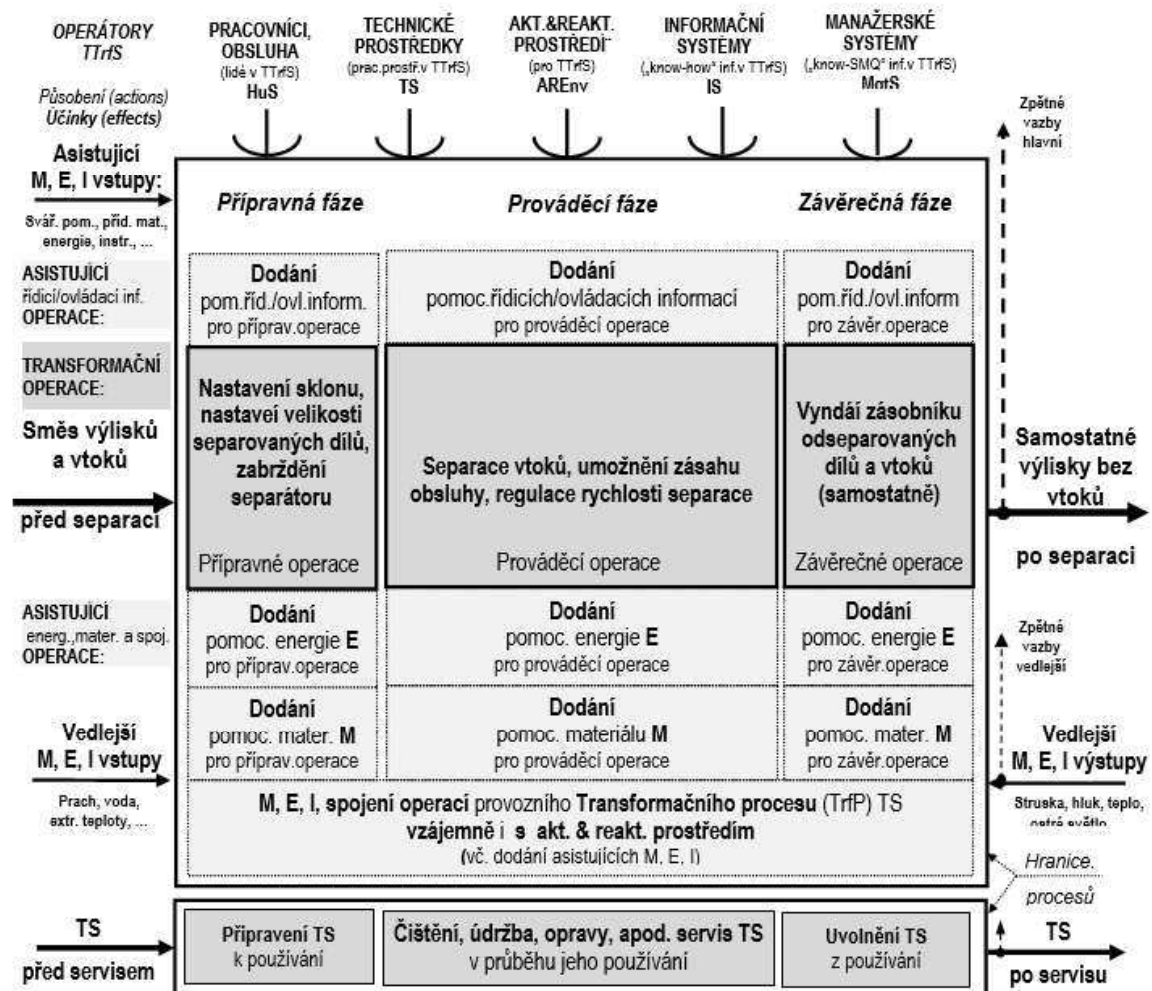 OPERÁTORY
TTrfS
Působení (actions)
Účinky (effects)
PRACOVNÍCI,
OBSLUHA
(lidé v TTrfS)
HuS
TECHNICKÉ
PROSTŘEDKY
(prac.prostř.v TTrfS)
TS
AKT.&REAKT.
PROSTŘEDÍ
(pro TTrfS)
AREnv
INFORMAČNÍ
SYSTÉMY
(„know-how" inf.v TTrfS)
IS
MANAŽERSKÉ
SYSTÉMY
(„know-SMQ" inf.v TTrfS)
MgtS
Zpětné
vazby
hlavní
Asistující
M, E, I vstupy:
Svář. pom., příd. mat.,
energie, instr., ...
Přípravná fáze
Prováděcí fáze
Závěrečná fáze
ASISTUJÍCÍ
řídicí/ovládací inf.
OPERACE:
Dodání
pom.říd./ovl.inform.
pro příprav.operace
Dodání
pomoc.řídicích/ovládacích informací
pro prováděcí operace
Dodání
pom.říd./ovl.inform
pro závěr.operace
TRANSFORMAČNÍ
OPERACE:
Směs výlisků
a vtoků
před separací
Nastavení sklonu,
nastaveí velikosti
separovaných dílů,
zabrždění
separátoru
Přípravné operace
Separace vtoků, umožnění zásahu
obsluhy, regulace rychlosti separace
Prováděcí operace
Vyndáí zásobníku
odseparovaných
dílů a vtoků
(samostatně)
Závěrečné operace
Samostatné
výlisky bez
vtoků
po separaci
ASISTUJÍCÍ
energ.,mater. a spoj.
OPERACE:
Dodání
pomoc. energie E
pro příprav.operace
Dodání
pomoc. energie E
pro prováděcí operace
Dodání
pomoc. energie E
pro závěr.operace
Zpětné
vazby
vedlejší
Vedlejší
M, E, I vstupy
Prach, voda,
extr. teploty, ...
Dodání
pomoc. mater. M
pro příprav.operace
Dodání
pomoc. materiálu M
pro prováděcí operace
Dodání
pomoc. mater. M
pro závěr.operace
Vedlejší
M, E, I výstupy
Struska, hluk, teplo,
ostré světlo
M, E, I, spojení operací provozního Transformačního procesu (TrfP) TS
vzájemně i s akt. & reakt. prostředím
(vč. dodání asistujících M, E, I)
Hranice.
procesů
TS
před servisem
Připravení TS
k používání
Čištění, údržba, opravy, apod. servis TS
v průběhu jeho používání
Uvolnění TS
z používání
TS
po servisu